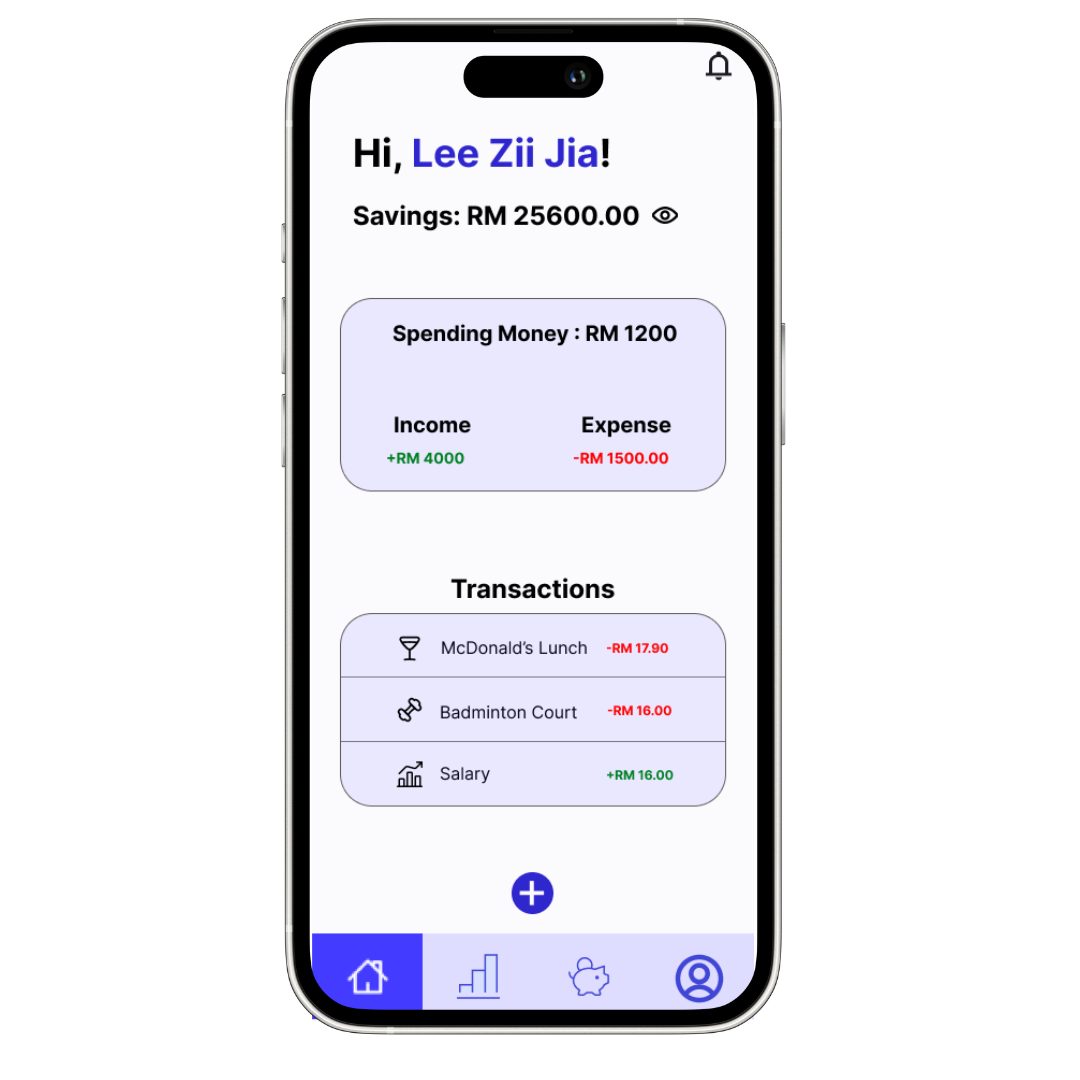 Hi, Lee Zii Jia!
Savings: RM 25600.00
Spending Money : RM 1200
Income Expense
+RM 4000 -RM 1500.00
Transactions
McDonald’s Lunch -RM 17.90
Badminton Court -RM 16.00
Salary +RM 16.00